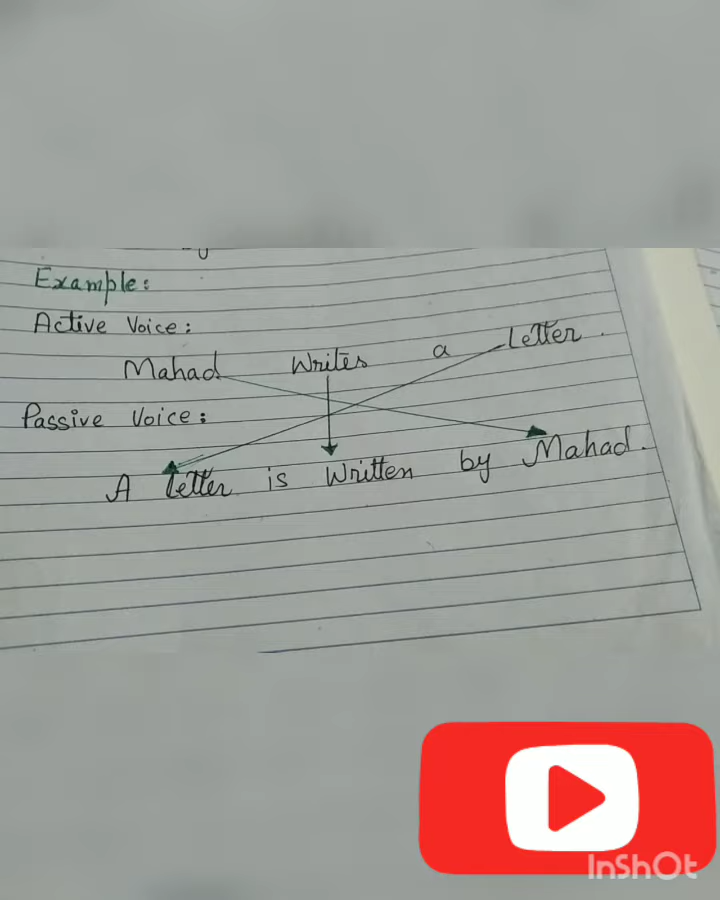 Example:
Active Voice:
Mahad Writes a Letter.
Passive Voice:
A Letter is Written by Mahad.
InShOt